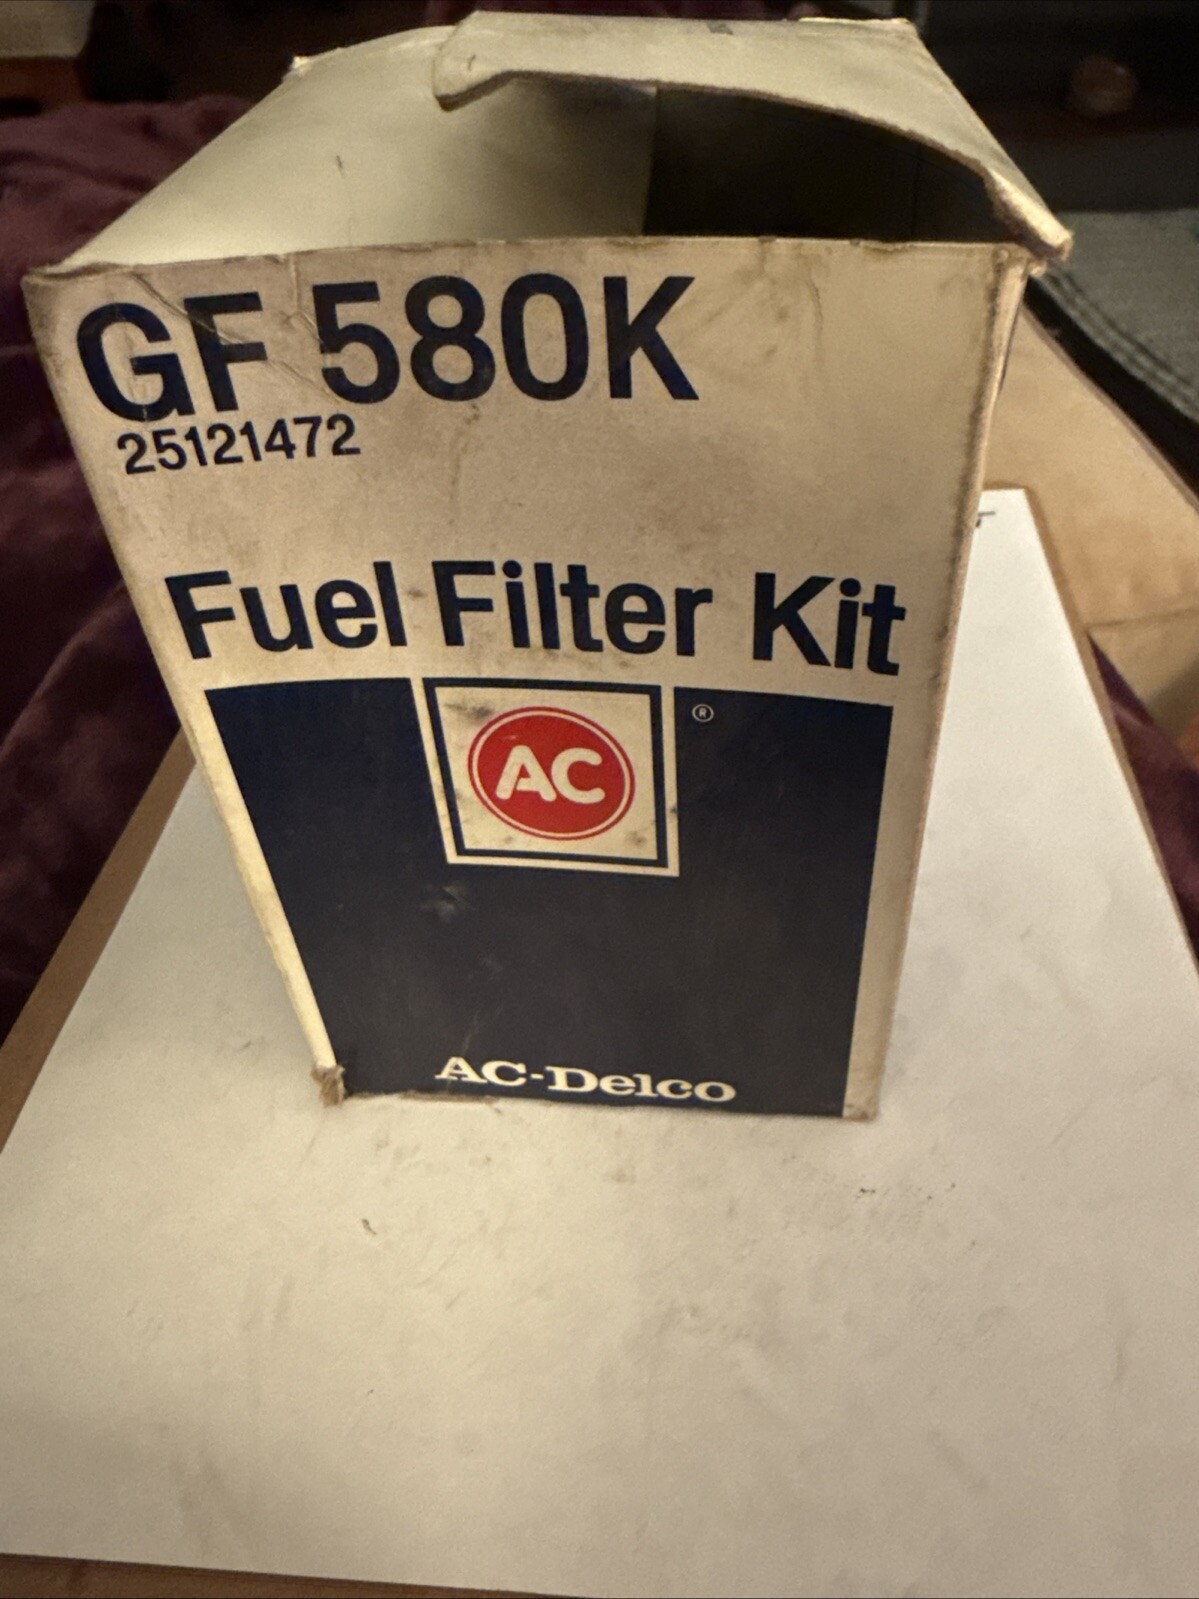 GF 580K
25121472
Fuel Filter Kit
AC ®
AC-Delco